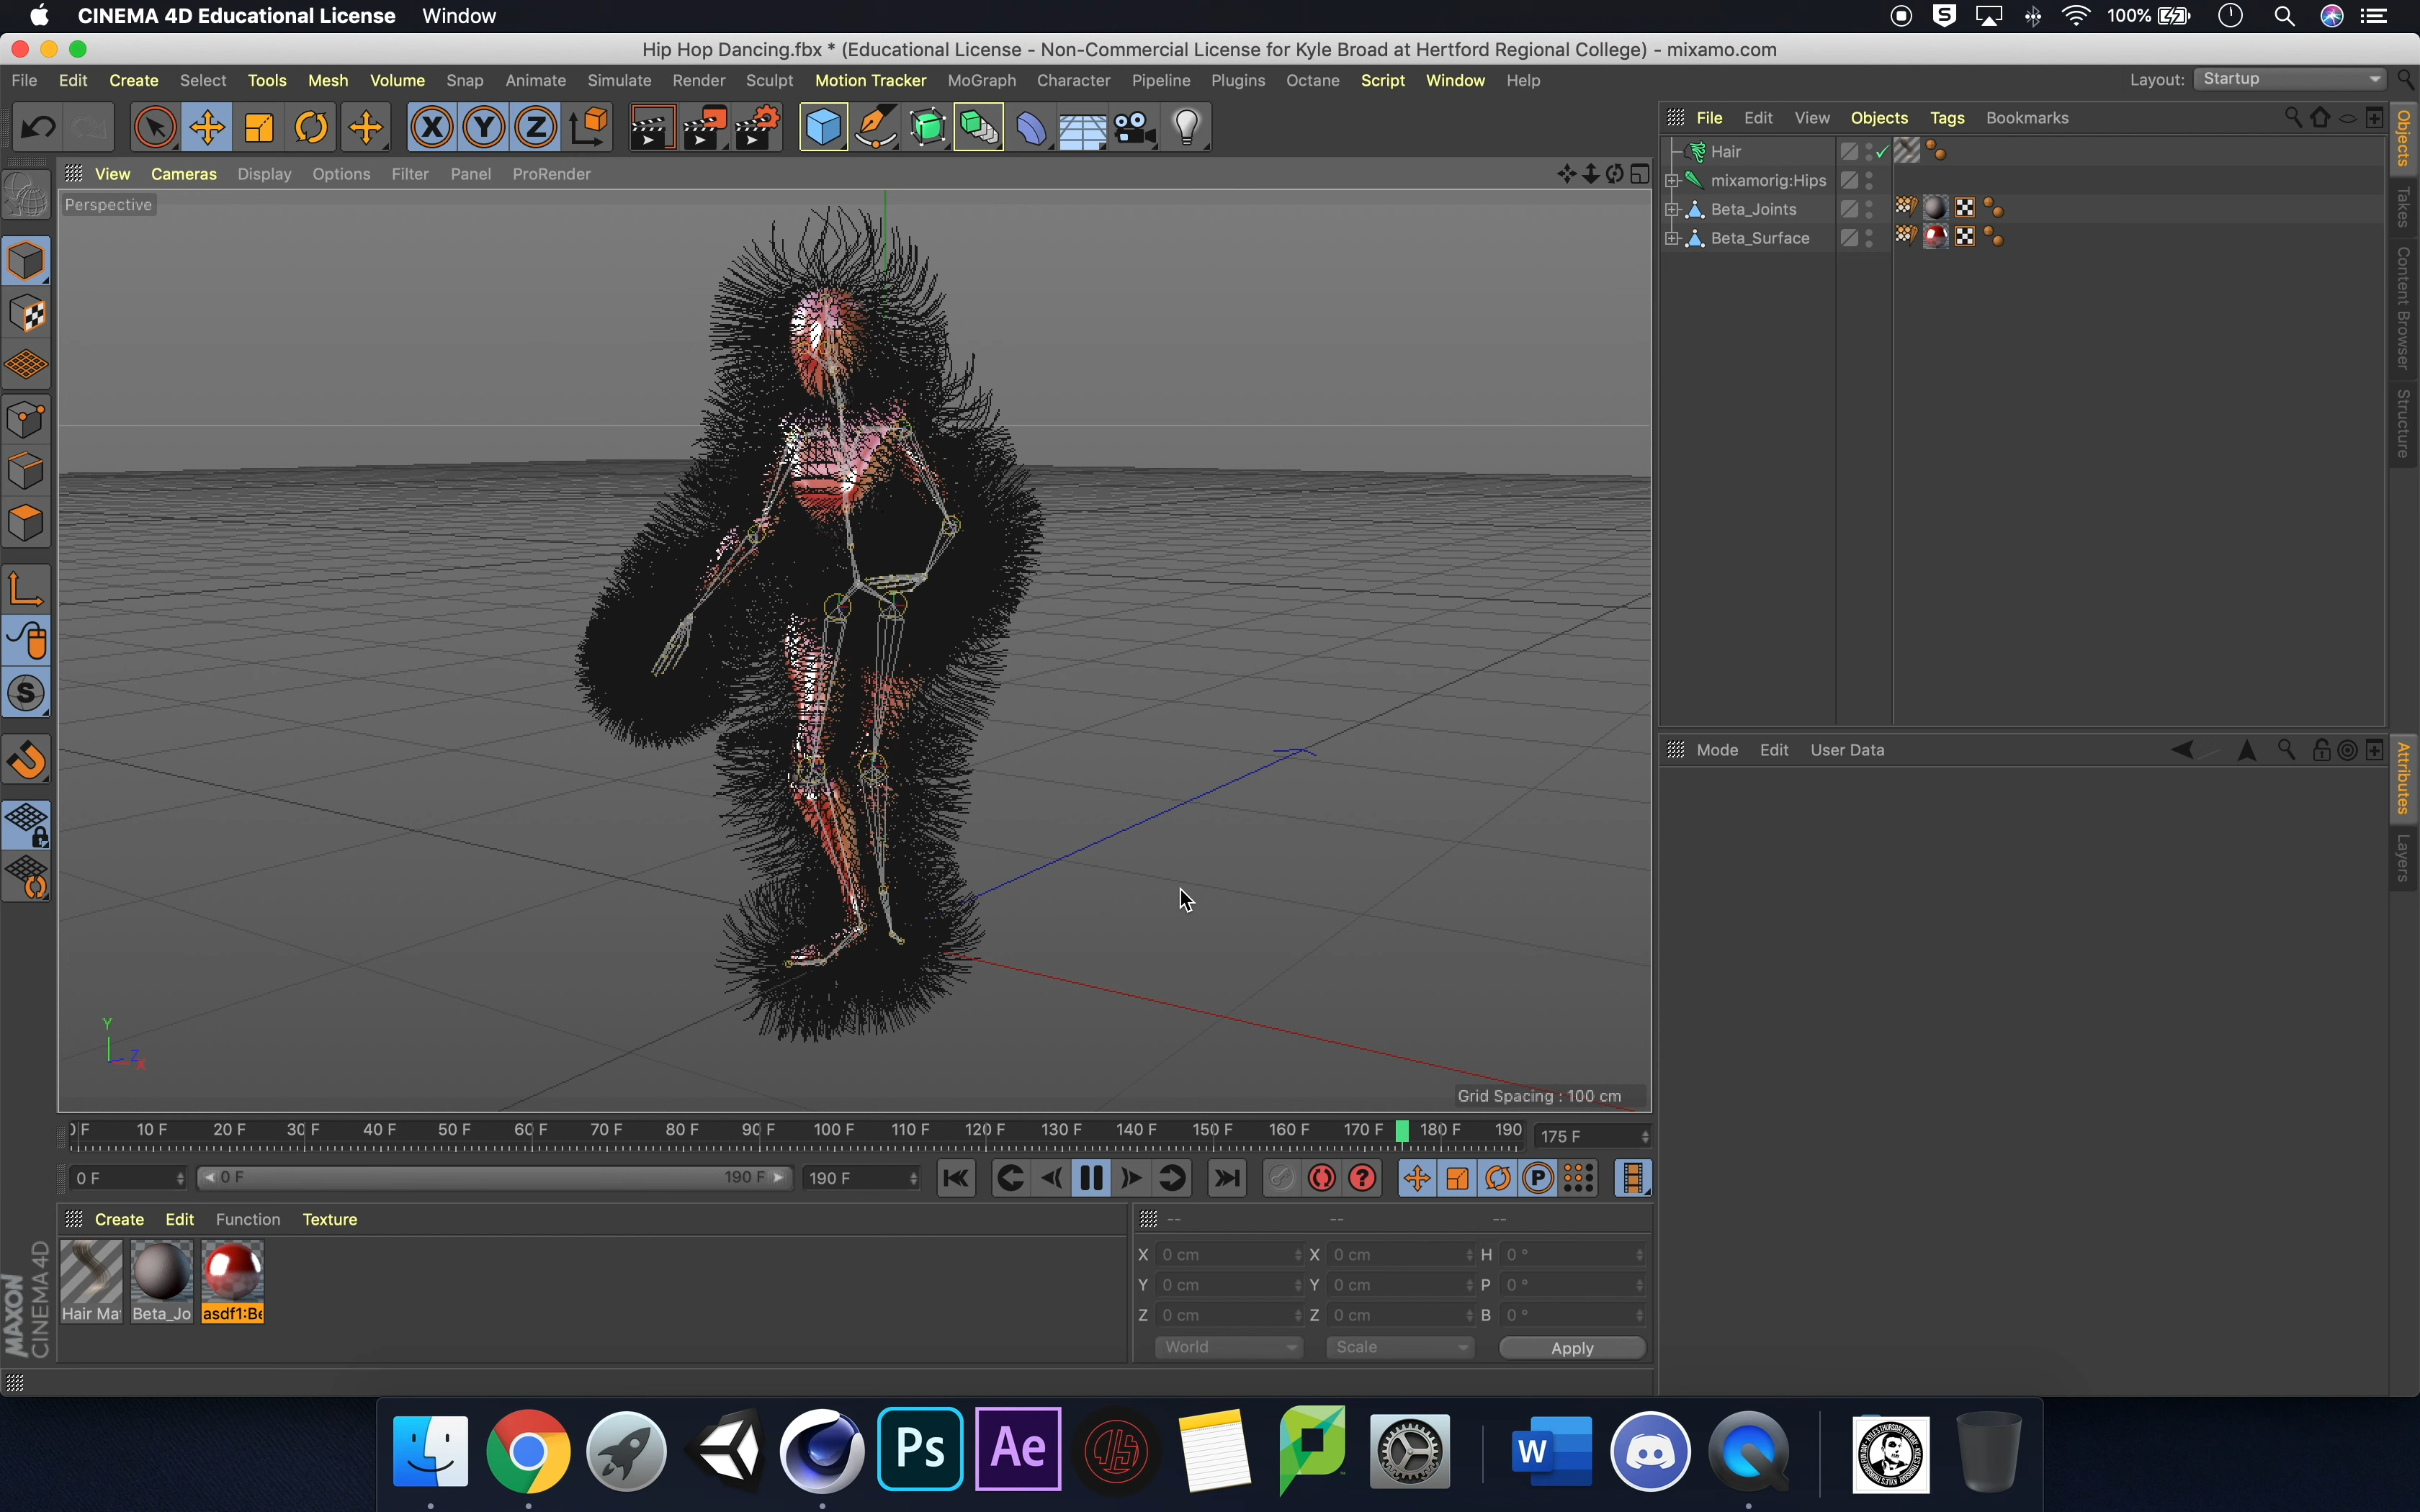 CINEMA 4D Educational License Window 100%
Hip Hop Dancing.fbx * (Educational License - Non-Commercial License for Kyle Broad at Hertford Regional College) - mixamo.com
File Edit Create Select Tools Mesh Volume Snap Animate Simulate Render Sculpt Motion Tracker MoGraph Character Pipeline Plugins Octane Script Window Help Layout: Startup
File Edit View Objects Tags Bookmarks
View Cameras Display Options Filter Panel ProRender
Perspective
Hair
mixamorig:Hips
Beta_Joints
Beta_Surface
Objects
Takes
Content Browser
Structure
Mode Edit User Data
Attributes
Layers
Y
Z
X
Grid Spacing : 100 cm
10 F 20 F 30 F 40 F 50 F 60 F 70 F 80 F 90 F 100 F 110 F 120 F 130 F 140 F 150 F 160 F 170 F 180 F 190 175 F
0 F 0 F 190 F 190 F
Create Edit Function Texture
-- -- --
Hair Ma Beta_Jo asdf1:Be
X 0 cm X 0 cm H 0 °
Y 0 cm Y 0 cm P 0 °
Z 0 cm Z 0 cm B 0 °
World Scale Apply
MAXON
CINEMA 4D
Ps Ae W